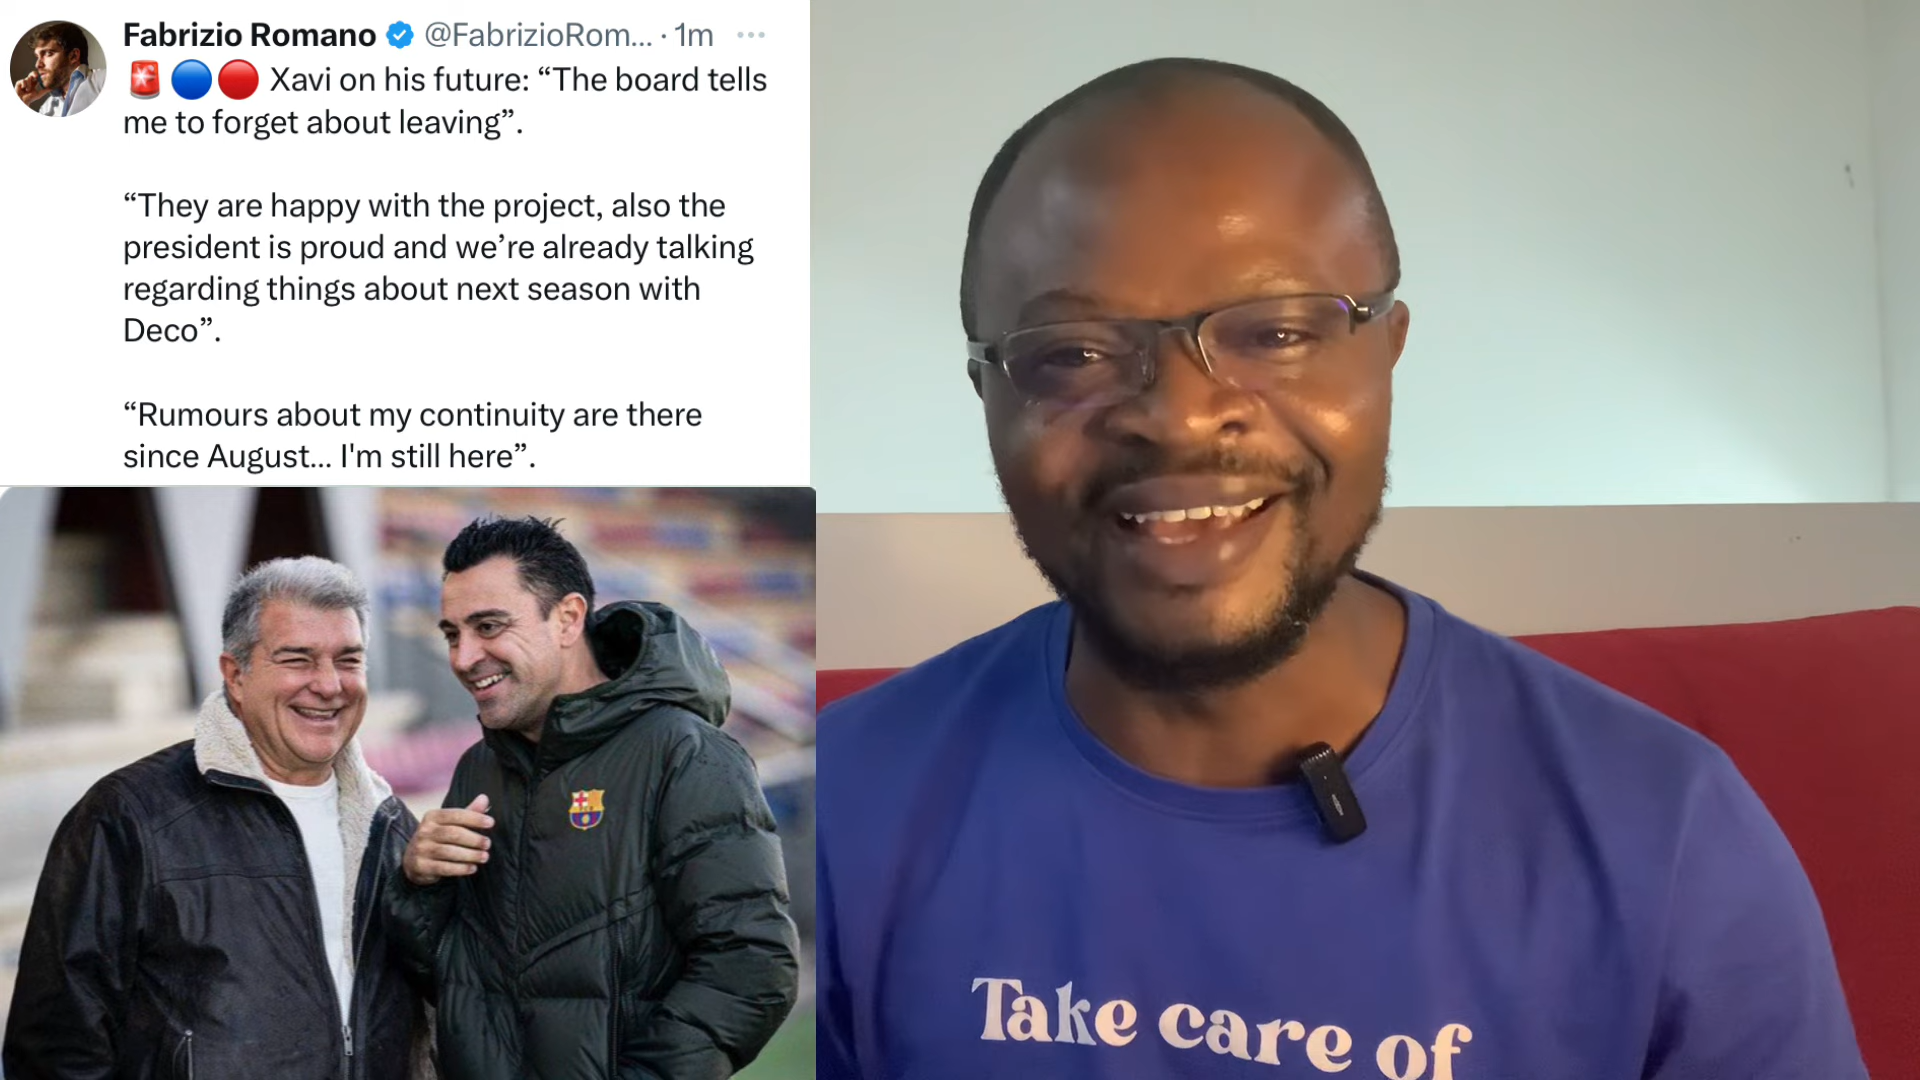 Fabrizio Romano @FabrizioRom... · 1m
🚨🔵🔴 Xavi on his future: “The board tells
me to forget about leaving”.
“They are happy with the project, also the
president is proud and we’re already talking
regarding things about next season with
Deco”.
“Rumours about my continuity are there
since August... I'm still here”.
Take care of